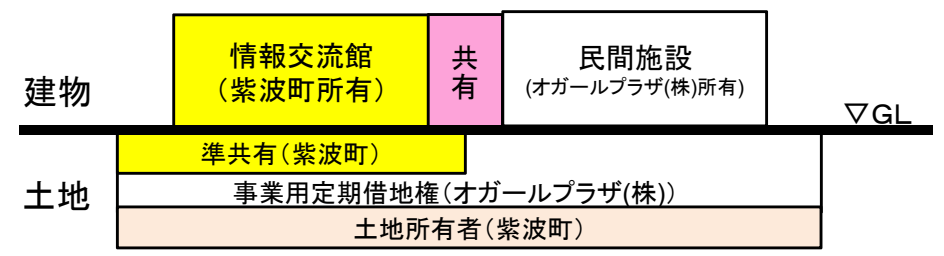 建物
情報交流館
（紫波町所有）
共
有
民間施設
(オガールプラザ(株)所有)
▽GL
土地
準共有（紫波町）
事業用定期借地権（オガールプラザ(株)）
土地所有者（紫波町）